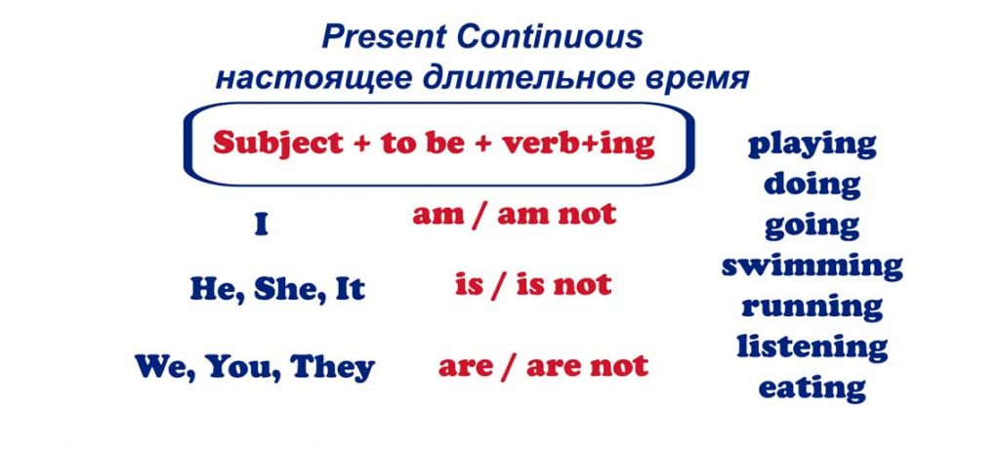 Present Continuous
настоящее длительное время
Subject + to be + verb+ing
I am / am not
He, She, It is / is not
We, You, They are / are not
playing
doing
going
swimming
running
listening
eating